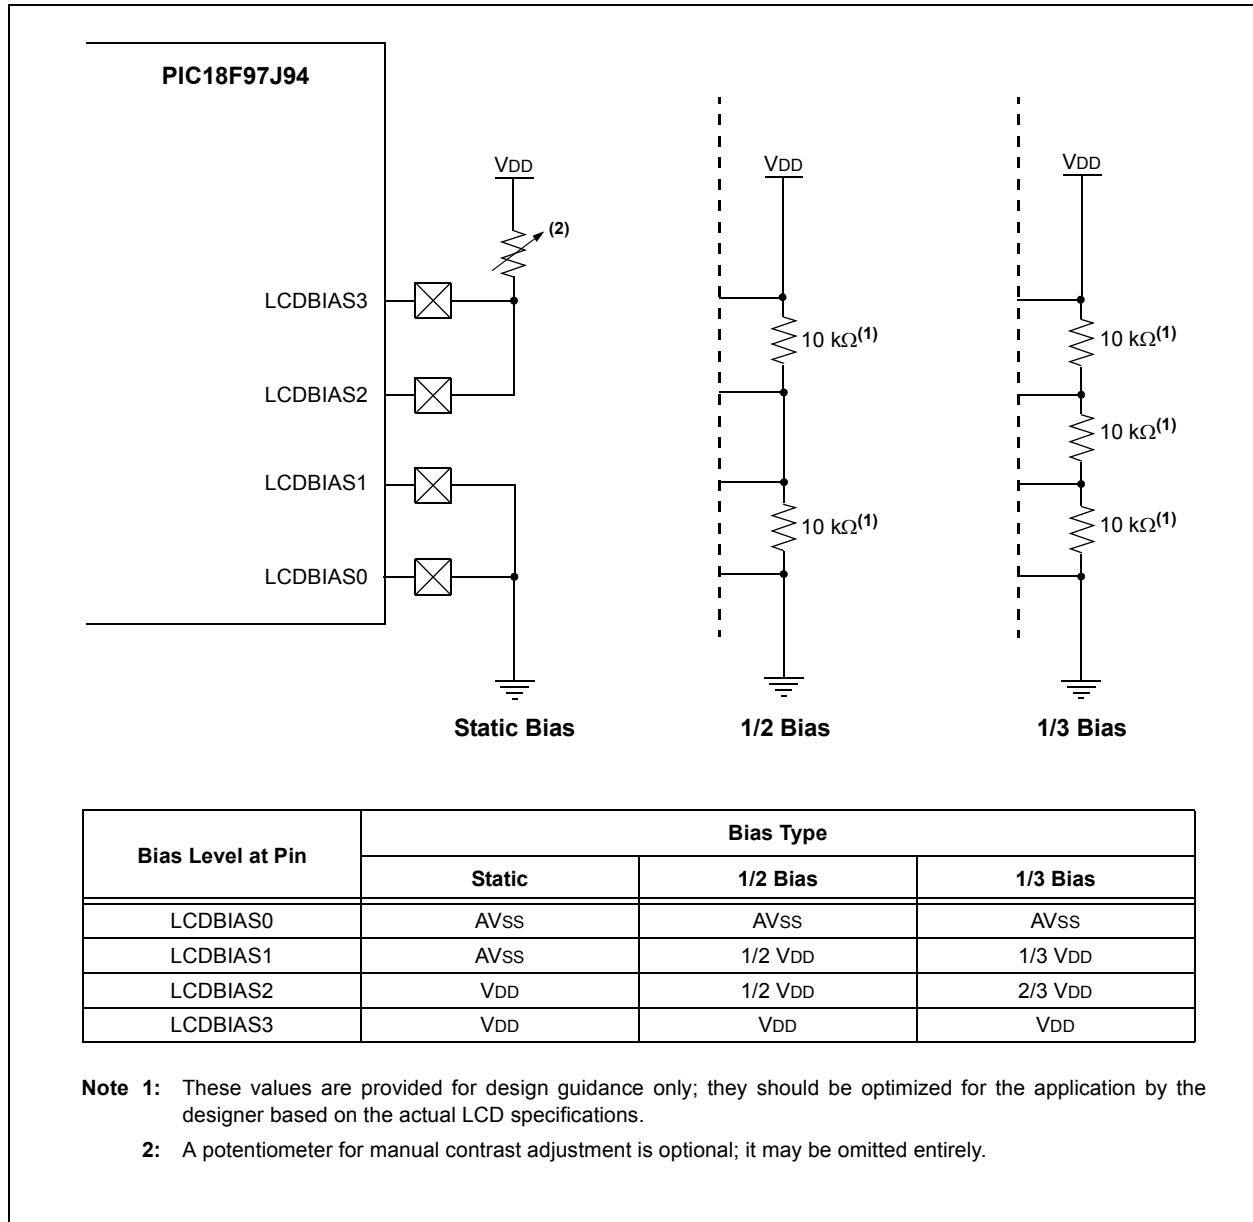 PIC18F97J94
VDD
VDD
VDD
(2)
LCDBIAS3
10 kΩ(1)
10 kΩ(1)
LCDBIAS2
10 kΩ(1)
LCDBIAS1
10 kΩ(1)
10 kΩ(1)
LCDBIAS0
Static Bias
1/2 Bias
1/3 Bias
Bias Level at Pin
Bias Type
Static
1/2 Bias
1/3 Bias
LCDBIAS0 AVSS AVSS AVSS
LCDBIAS1 AVSS 1/2 VDD 1/3 VDD
LCDBIAS2 VDD 1/2 VDD 2/3 VDD
LCDBIAS3 VDD VDD VDD
Note 1: These values are provided for design guidance only; they should be optimized for the application by the
designer based on the actual LCD specifications.
2: A potentiometer for manual contrast adjustment is optional; it may be omitted entirely.